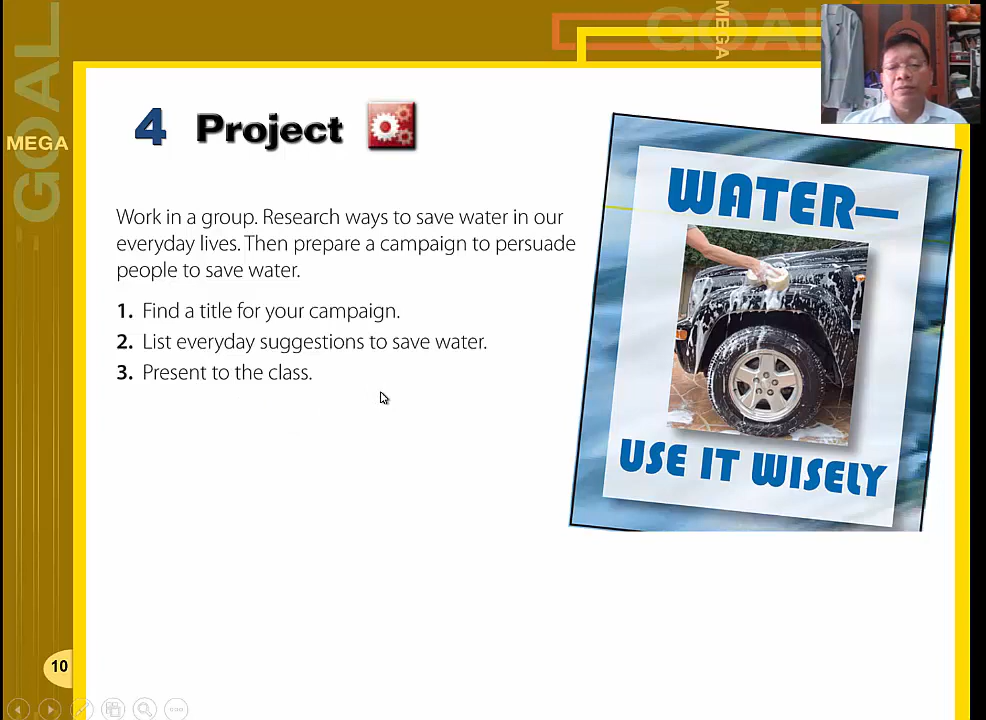 MEGA
GOAL
MEGA
GOAL
4 Project
Work in a group. Research ways to save water in our
everyday lives. Then prepare a campaign to persuade
people to save water.
1. Find a title for your campaign.
2. List everyday suggestions to save water.
3. Present to the class.
WATER—
USE IT WISELY
10